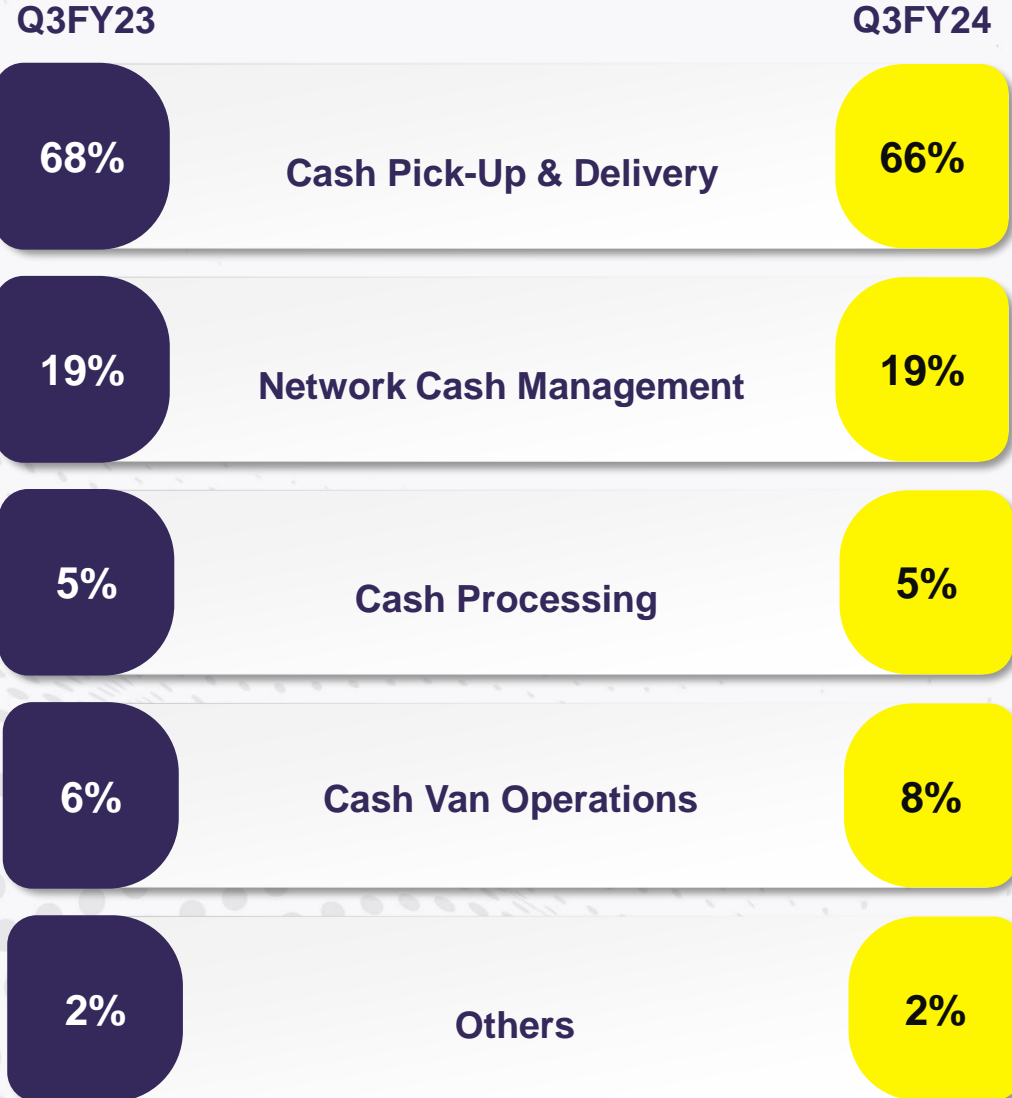 Q3FY23 Q3FY24
68% Cash Pick-Up & Delivery 66%
19% Network Cash Management 19%
5% Cash Processing 5%
6% Cash Van Operations 8%
2% Others 2%